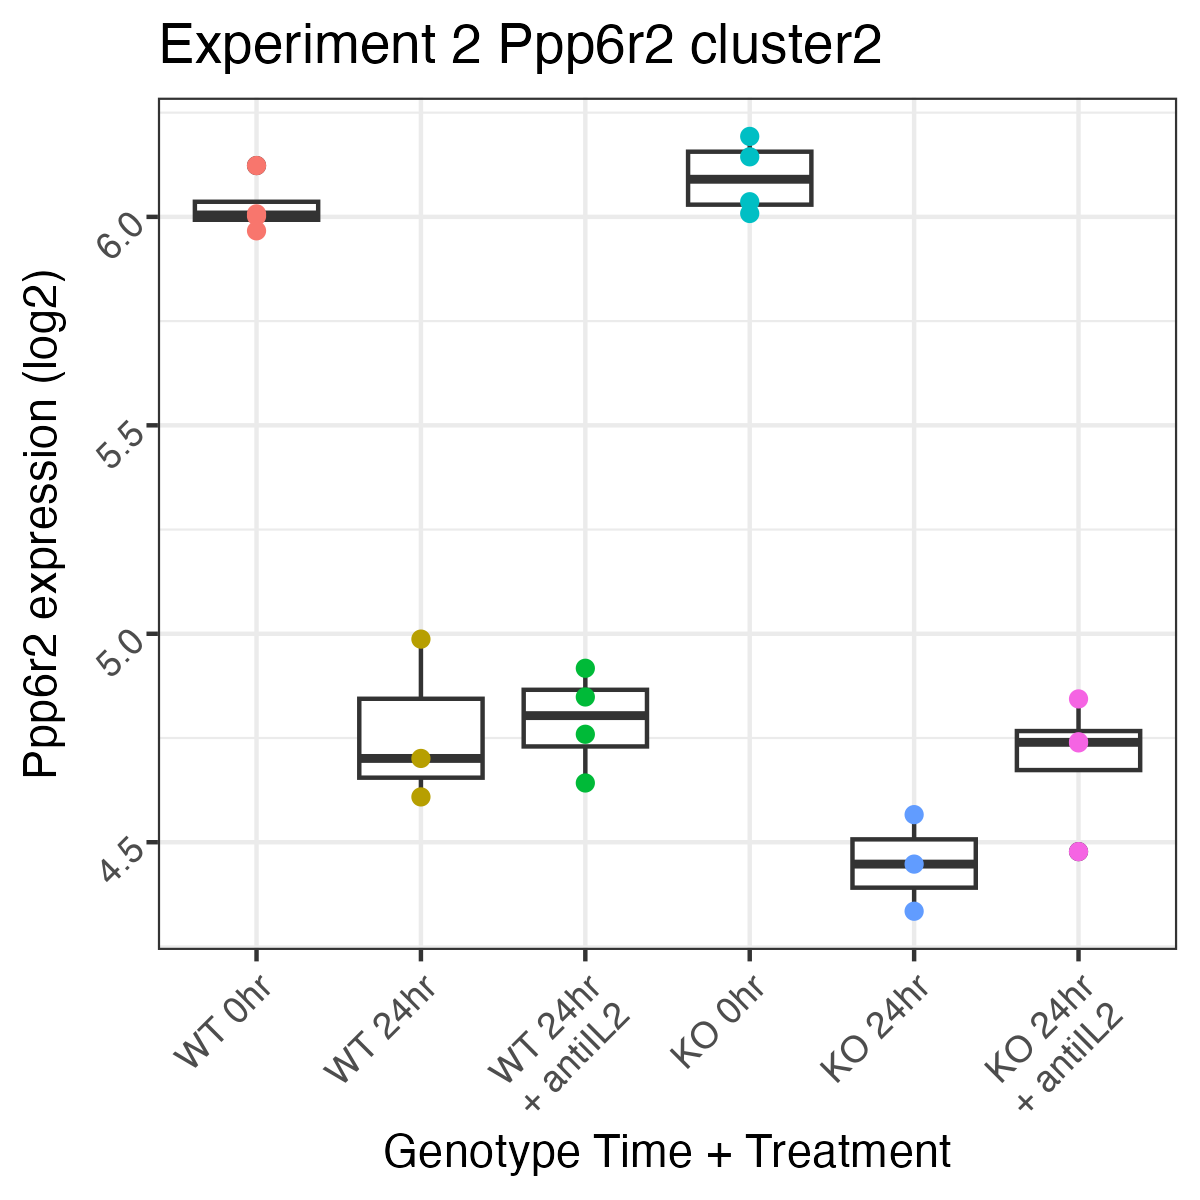 Experiment 2 Ppp6r2 cluster2
Ppp6r2 expression (log2)
6.0
5.5
5.0
4.5
WT 0hr
WT 24hr
WT 24hr
+ antiIL2
KO 0hr
KO 24hr
KO 24hr
+ antiIL2
Genotype Time + Treatment